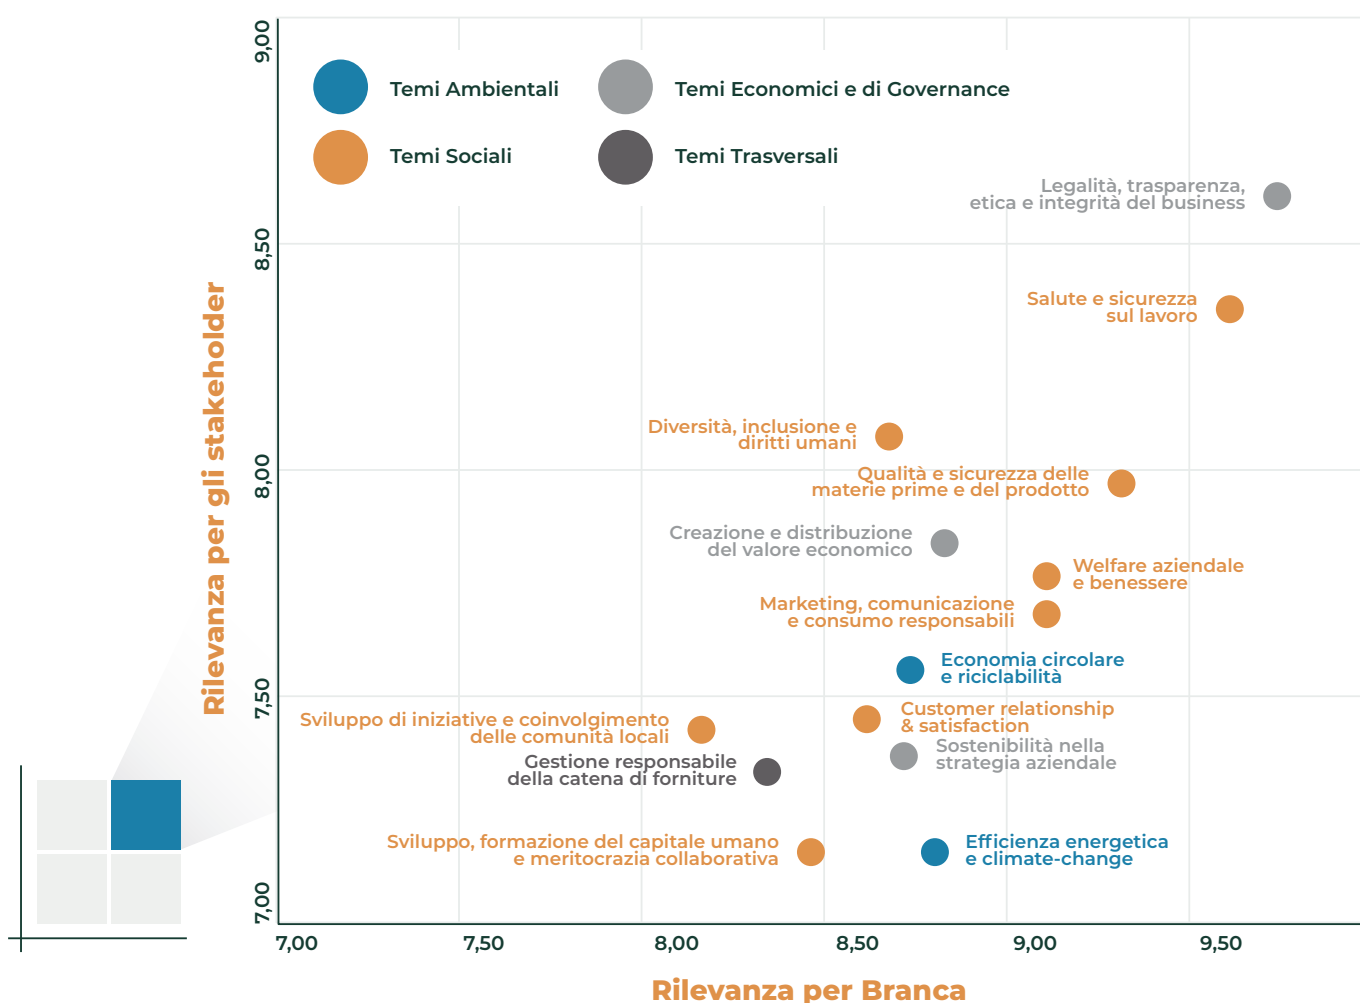 9,00
Temi Ambientali
Temi Economici e di Governance
Temi Sociali
Temi Trasversali
Legalità, trasparenza,
etica e integrità del business
8,50
Salute e sicurezza
sul lavoro
Rilevanza per gli stakeholder
Diversità, inclusione e
diritti umani
8,00
Qualità e sicurezza delle
materie prime e del prodotto
Creazione e distribuzione
del valore economico
Welfare aziendale
e benessere
Marketing, comunicazione
e consumo responsabili
Economia circolare
e riciclabilità
7,50
Customer relationship
& satisfaction
Sviluppo di iniziative e coinvolgimento
delle comunità locali
Sostenibilità nella
strategia aziendale
Gestione responsabile
della catena di forniture
Sviluppo, formazione del capitale umano
e meritocrazia collaborativa
Efficienza energetica
e climate-change
7,00
7,00
7,50
8,00
8,50
9,00
9,50
Rilevanza per Branca